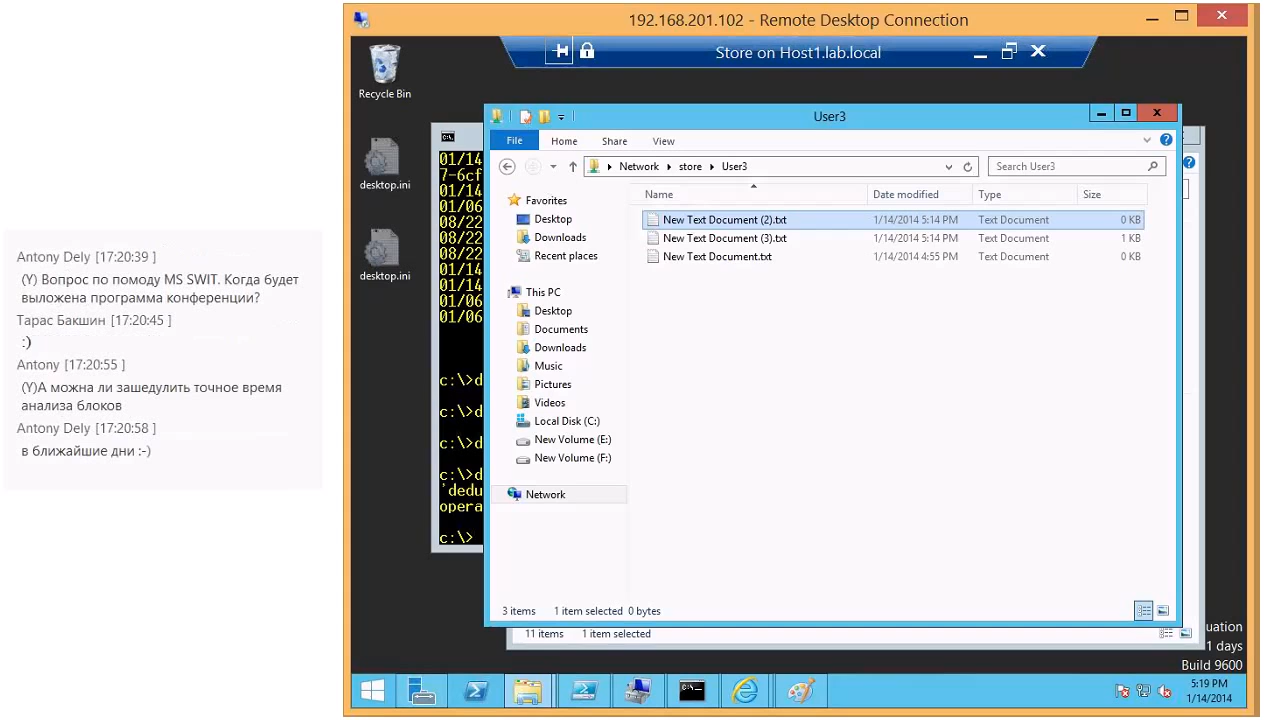 192.168.201.102 - Remote Desktop Connection
Store on Host1.lab.local
Recycle Bin
desktop.ini
desktop.ini
Antony Dely [17:20:39 ]
(Y) Вопрос по помоду MS SWIT. Когда будет
выложена программа конференции?
Тарас Бакшин [17:20:45 ]
:)
Antony [17:20:55 ]
(Y)А можна ли зашедулить точное время
анализа блоков
Antony Dely [17:20:58 ]
в ближайшие дни :-)
01/14
7-6cf
01/14
01/06
08/22
08/22
08/22
01/14
01/14
01/06
01/06
c:\>d
c:\>d
c:\>d
c:\>d
'dedu
opera
c:\>
User3
File Home Share View
Network store User3
Search User3
Favorites
Desktop
Downloads
Recent places
This PC
Desktop
Documents
Downloads
Music
Pictures
Videos
Local Disk (C:)
New Volume (E:)
New Volume (F:)
Network
Name Date modified Type Size
New Text Document (2).txt 1/14/2014 5:14 PM Text Document 0 KB
New Text Document (3).txt 1/14/2014 5:14 PM Text Document 1 KB
New Text Document.txt 1/14/2014 4:55 PM Text Document 0 KB
3 items 1 item selected 0 bytes
11 items 1 item selected
uation
1 days
Build 9600
5:19 PM
1/14/2014